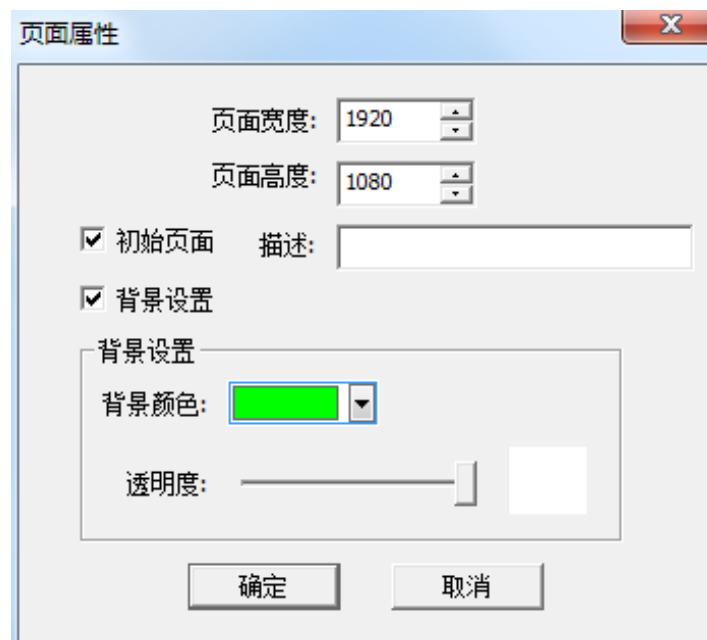 页面属性
页面宽度: 1920
页面高度: 1080
初始页面 描述:
背景设置
背景设置
背景颜色:
透明度:
确定 取消